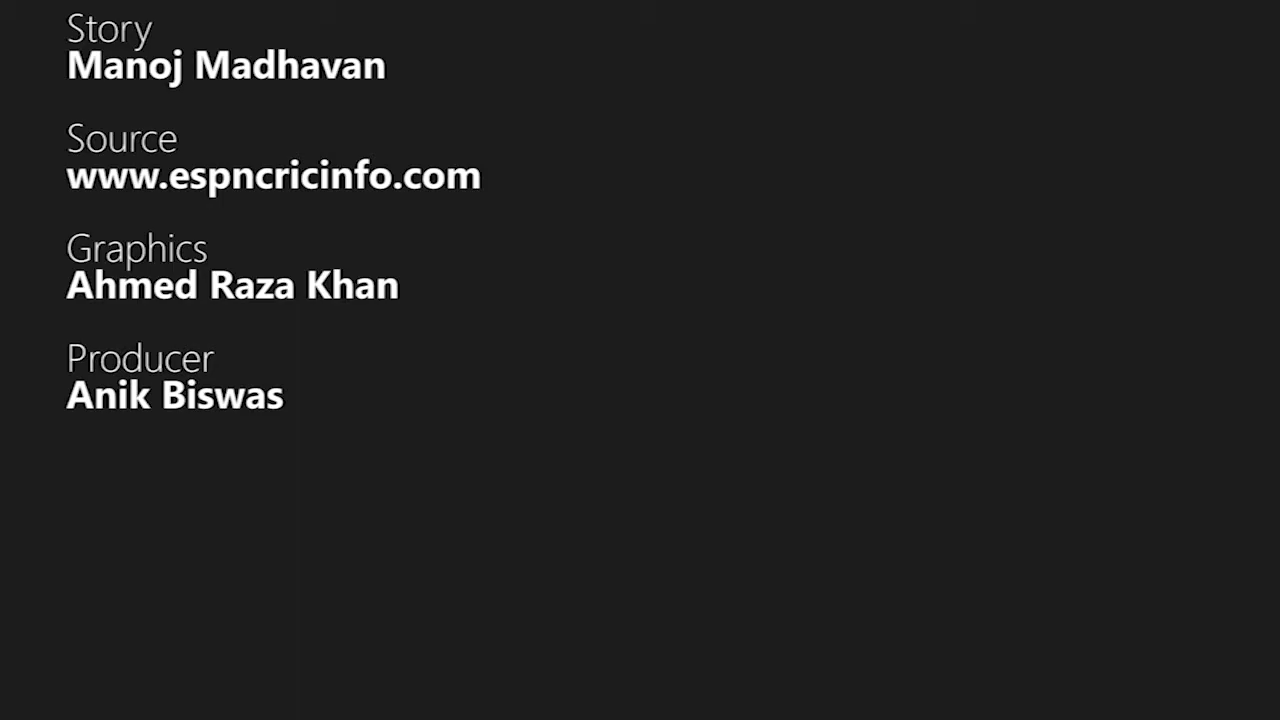 Story
Manoj Madhavan
Source
www.espncricinfo.com
Graphics
Ahmed Raza Khan
Producer
Anik Biswas